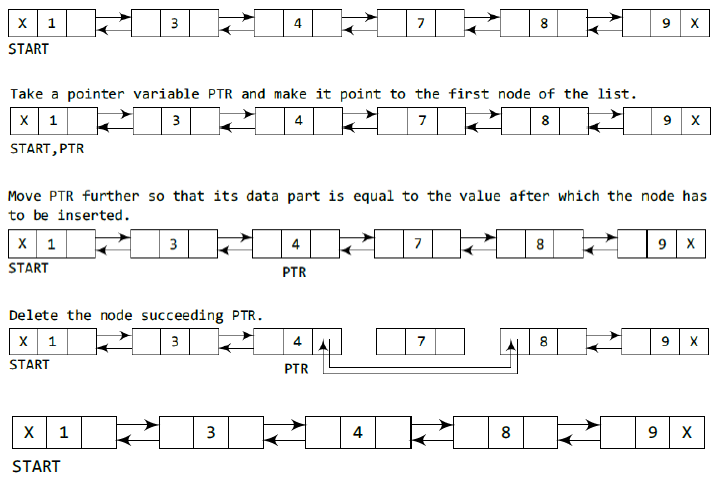 X 1 3 4 7 8 9 X
START
Take a pointer variable PTR and make it point to the first node of the list.
X 1 3 4 7 8 9 X
START,PTR
Move PTR further so that its data part is equal to the value after which the node has
to be inserted.
X 1 3 4 7 8 9 X
START PTR
Delete the node succeeding PTR.
X 1 3 4 7 8 9 X
START PTR
X 1 3 4 8 9 X
START